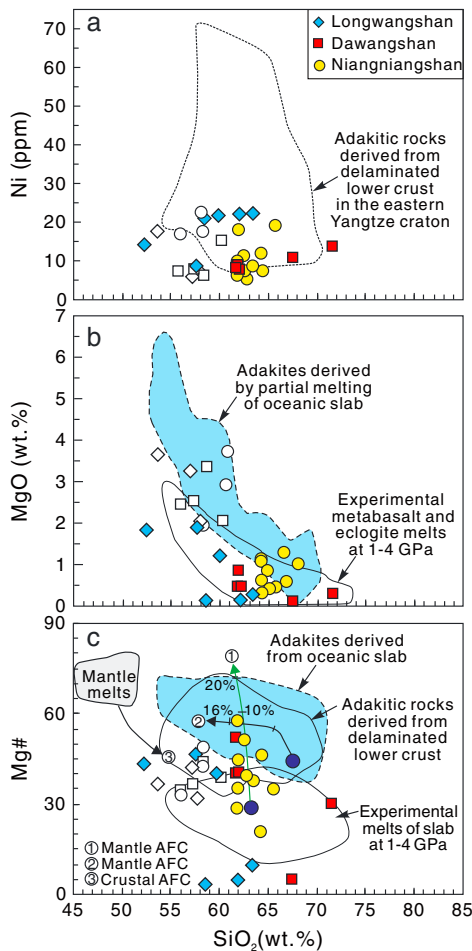 a
Longwangshan
Dawangshan
Niangniangshan
Ni (ppm)
70
60
50
40
30
20
10
0
Adakitic rocks
derived from
delaminated
lower crust
in the eastern
Yangtze craton
b
MgO (wt.%)
7
6
5
4
3
2
1
0
Adakites derived
by partial melting
of oceanic slab
Experimental
metabasalt and
eclogite melts
at 1-4 GPa
c
Mg#
90
60
30
0
Mantle
melts
①
Adakites derived
from oceanic slab
20%
16%
10%
②
③
Adakitic rocks
derived from
delaminated
lower crust
Experimental
melts of slab
at 1-4 GPa
① Mantle AFC
② Mantle AFC
③ Crustal AFC
45 50 55 60 65 70 75 80 85
SiO₂(wt.%)